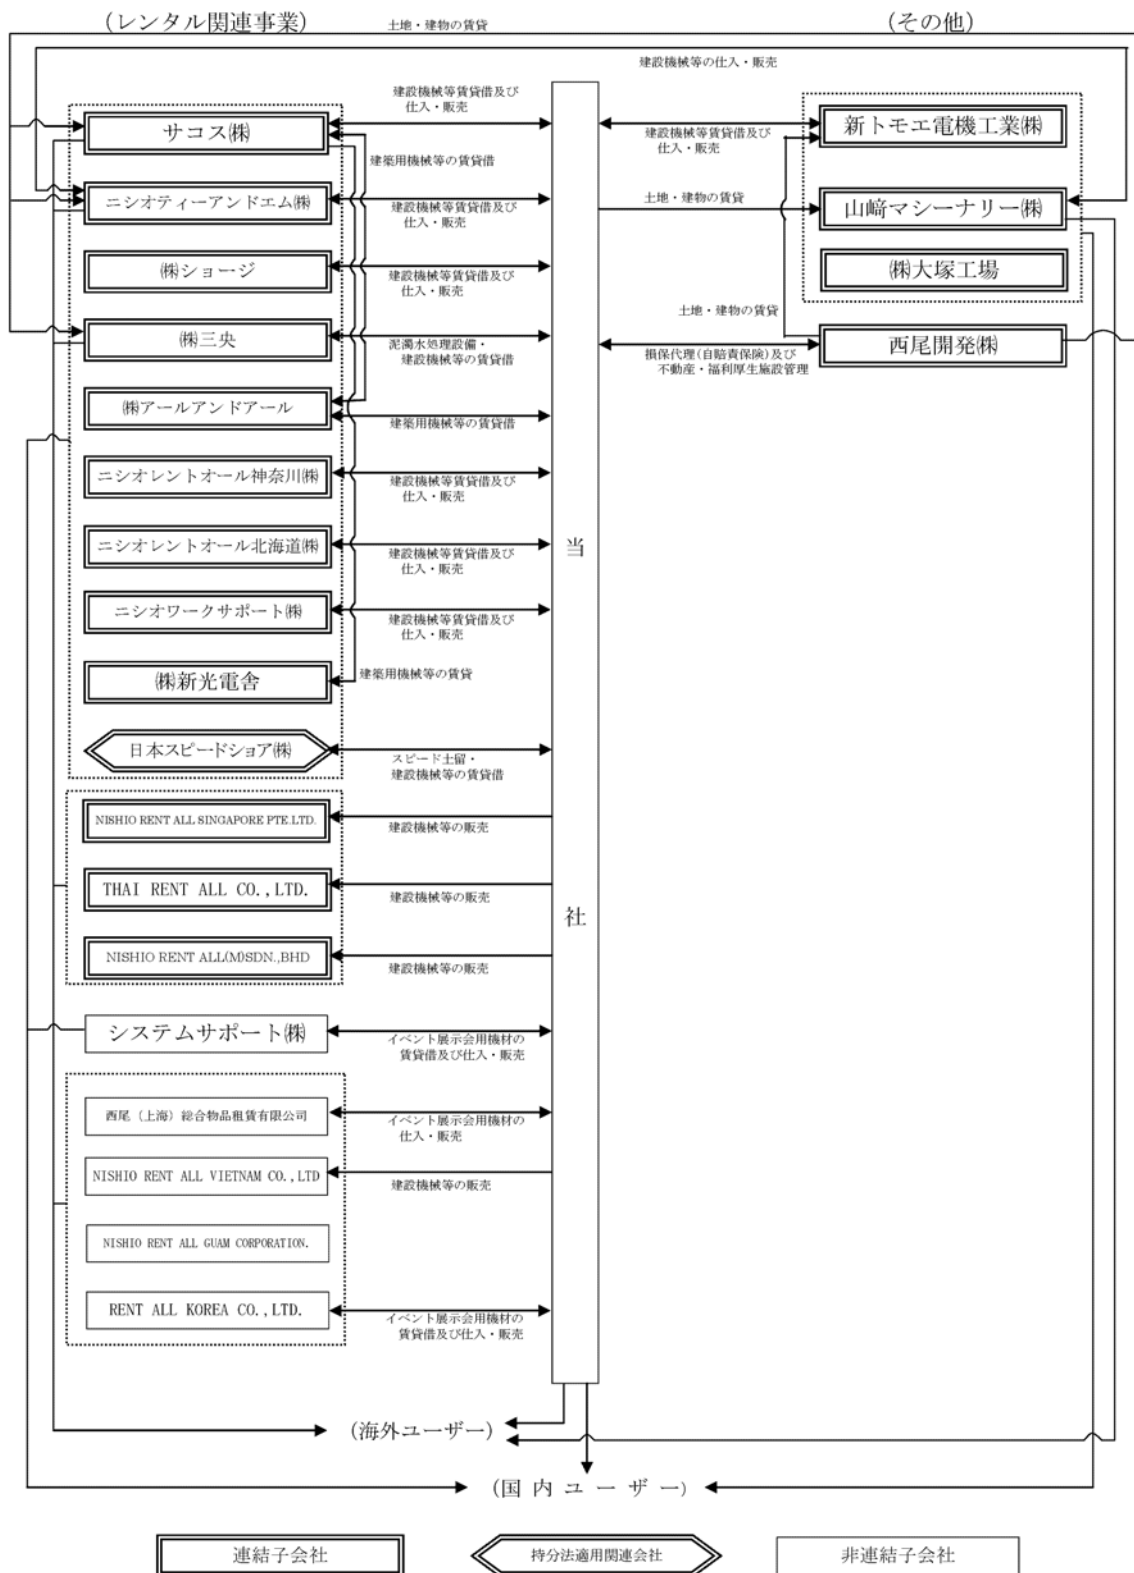 (レンタル関連事業)
土地・建物の賃貸
(その他)
建設機械等の仕入・販売
建設機械等賃貸借及び
仕入・販売
サコス㈱
新トモエ電機工業㈱
建設機械等賃貸借及び
仕入・販売
建築用機械等の賃貸借
ニシオティーアンドエム㈱
建設機械等賃貸借及び
仕入・販売
土地・建物の賃貸
山﨑マシーナリー㈱
㈱ショージ
建設機械等賃貸借及び
仕入・販売
㈱大塚工場
土地・建物の賃貸
㈱三央
泥濁水処理設備・
建設機械等の賃貸借
西尾開発㈱
損保代理(自賠責保険)及び
不動産・福利厚生施設管理
㈱アールアンドアール
建築用機械等の賃貸借
ニシオレントオール神奈川㈱
建設機械等賃貸借及び
仕入・販売
ニシオレントオール北海道㈱
建設機械等賃貸借及び
仕入・販売
当
ニシオワークサポート㈱
建設機械等賃貸借及び
仕入・販売
㈱新光電舎
建築用機械等の賃貸
日本スピードショア㈱
スピード土留・
建設機械等の賃貸借
NISHIO RENT ALL SINGAPORE PTE.LTD.
建設機械等の販売
THAI RENT ALL CO.,LTD.
建設機械等の販売
社
NISHIO RENT ALL(M)SDN.,BHD
建設機械等の販売
システムサポート㈱
イベント展示会用機材の
賃貸借及び仕入・販売
西尾（上海）総合物品租賃有限公司
イベント展示会用機材の
仕入・販売
NISHIO RENT ALL VIETNAM CO.,LTD
建設機械等の販売
NISHIO RENT ALL GUAM CORPORATION.
RENT ALL KOREA CO.,LTD.
イベント展示会用機材の
賃貸借及び仕入・販売
(海外ユーザー)
(国内ユーザー)
連結子会社
持分法適用関連会社
非連結子会社